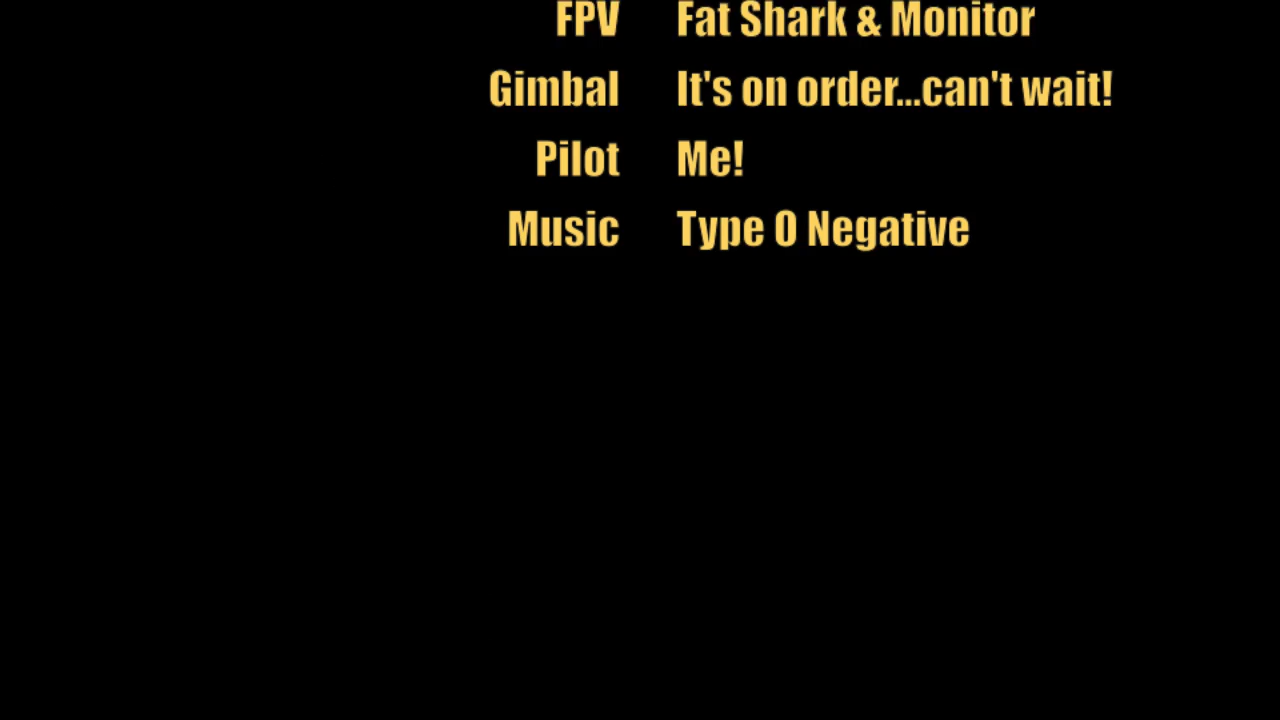 FPV Fat Shark & Monitor
Gimbal It's on order...can't wait!
Pilot Me!
Music Type O Negative